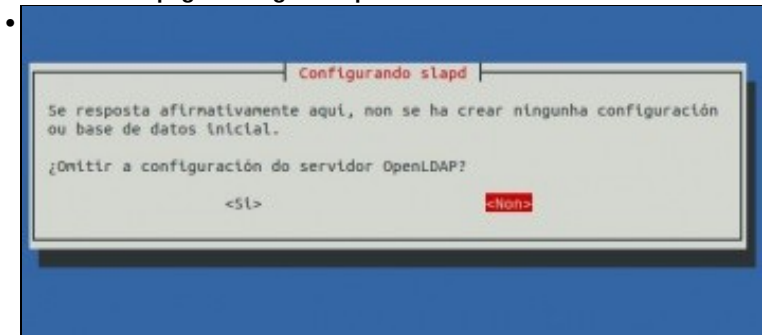 Configurando slapd
Se resposta afirmativamente aquí, non se ha crear ningunha configuración
ou base de datos inicial.
¿Omitir a configuración do servidor OpenLDAP?
<Si>
<Non>